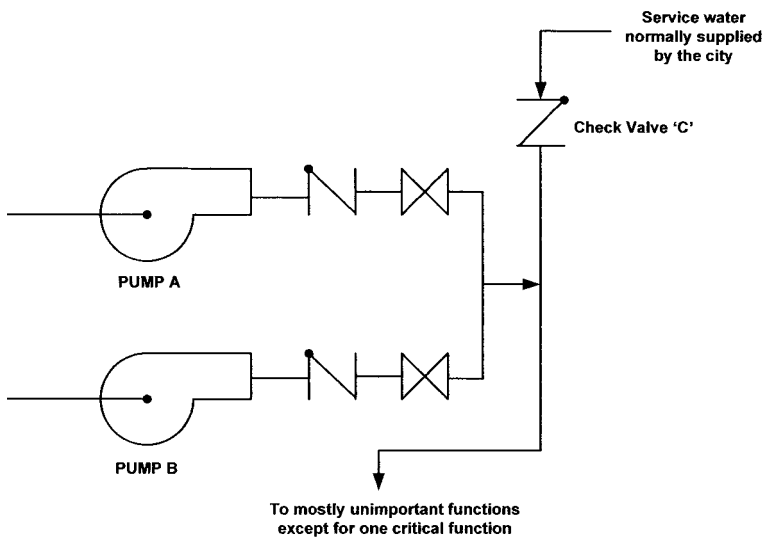 Service water
normally supplied
by the city
Check Valve ‘C’
PUMP A
PUMP B
To mostly unimportant functions
except for one critical function